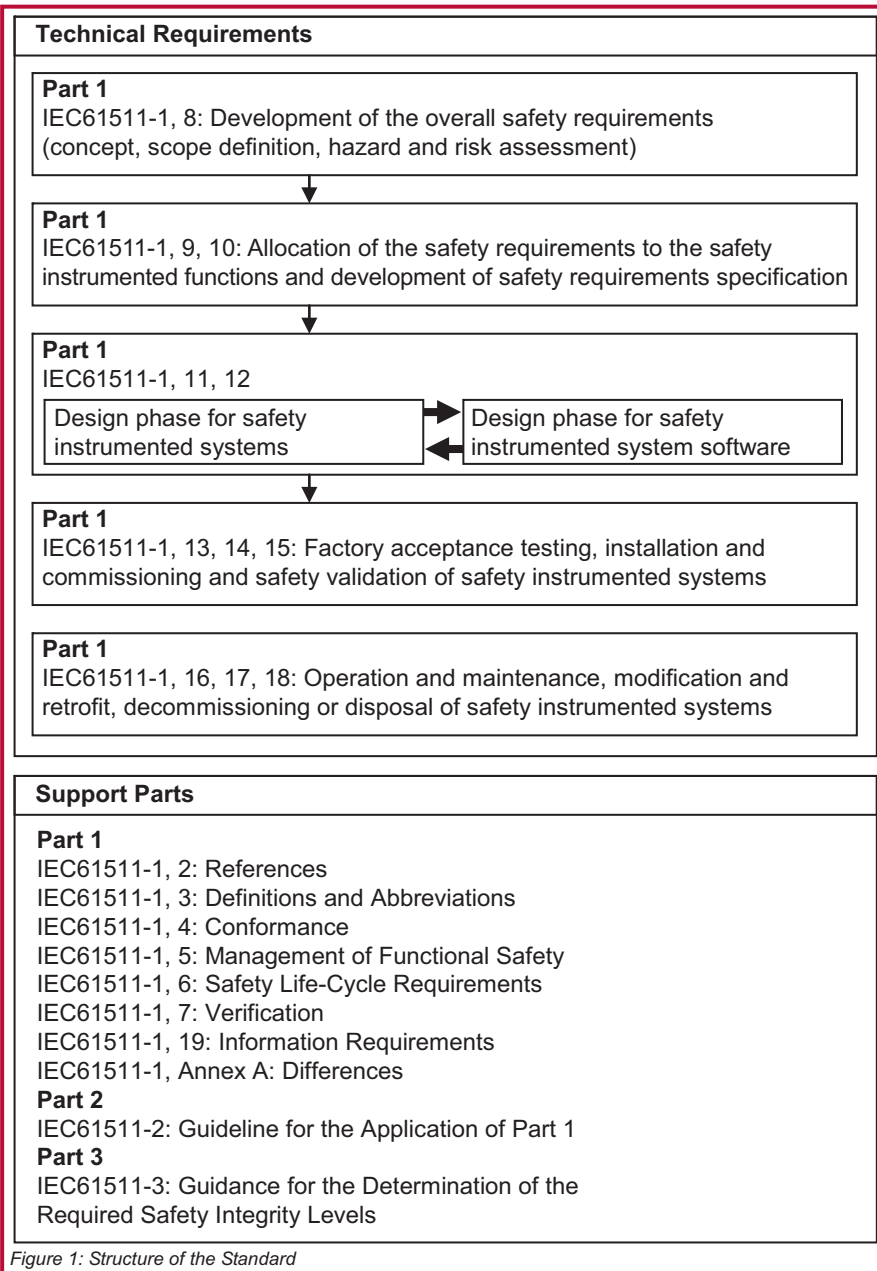 Technical Requirements
Part 1
IEC61511-1, 8: Development of the overall safety requirements
(concept, scope definition, hazard and risk assessment)
Part 1
IEC61511-1, 9, 10: Allocation of the safety requirements to the safety
instrumented functions and development of safety requirements specification
Part 1
IEC61511-1, 11, 12
Design phase for safety
instrumented systems
Design phase for safety
instrumented system software
Part 1
IEC61511-1, 13, 14, 15: Factory acceptance testing, installation and
commissioning and safety validation of safety instrumented systems
Part 1
IEC61511-1, 16, 17, 18: Operation and maintenance, modification and
retrofit, decommissioning or disposal of safety instrumented systems
Support Parts
Part 1
IEC61511-1, 2: References
IEC61511-1, 3: Definitions and Abbreviations
IEC61511-1, 4: Conformance
IEC61511-1, 5: Management of Functional Safety
IEC61511-1, 6: Safety Life-Cycle Requirements
IEC61511-1, 7: Verification
IEC61511-1, 19: Information Requirements
IEC61511-1, Annex A: Differences
Part 2
IEC61511-2: Guideline for the Application of Part 1
Part 3
IEC61511-3: Guidance for the Determination of the
Required Safety Integrity Levels
Figure 1: Structure of the Standard